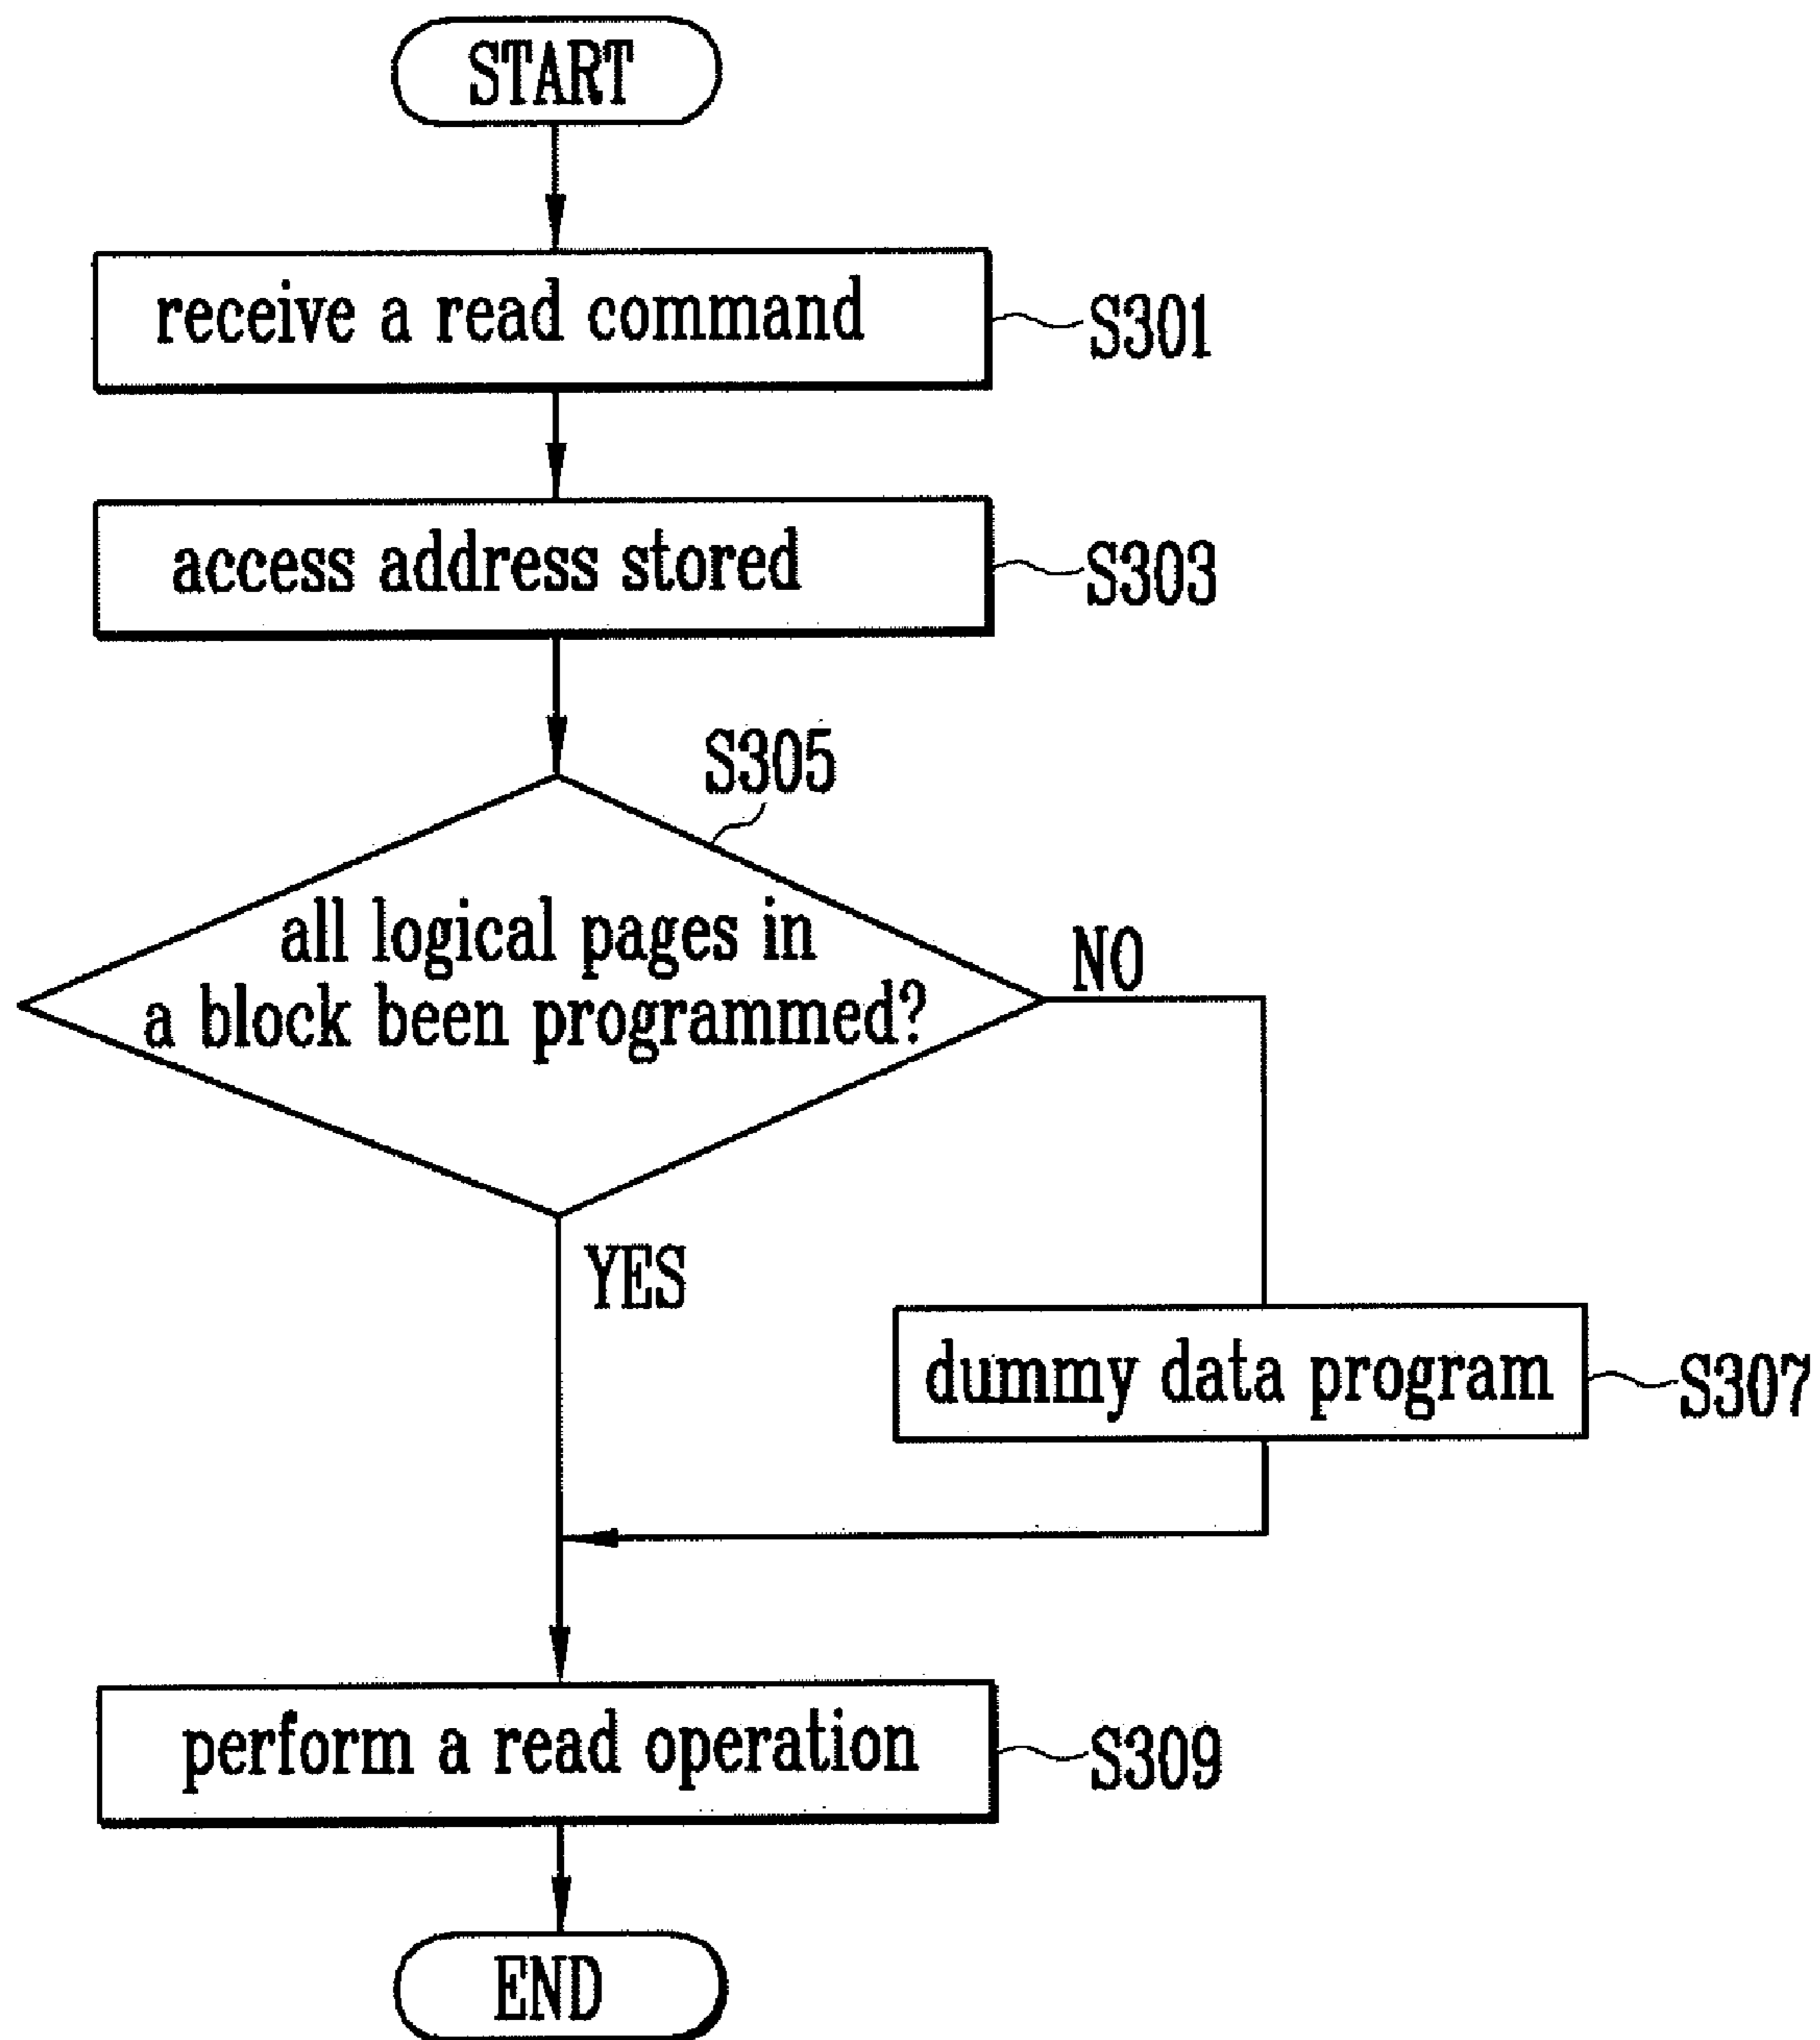 START
receive a read command
S301
access address stored
S303
S305
all logical pages in
a block been programmed?
NO
YES
dummy data program
S307
perform a read operation
S309
END